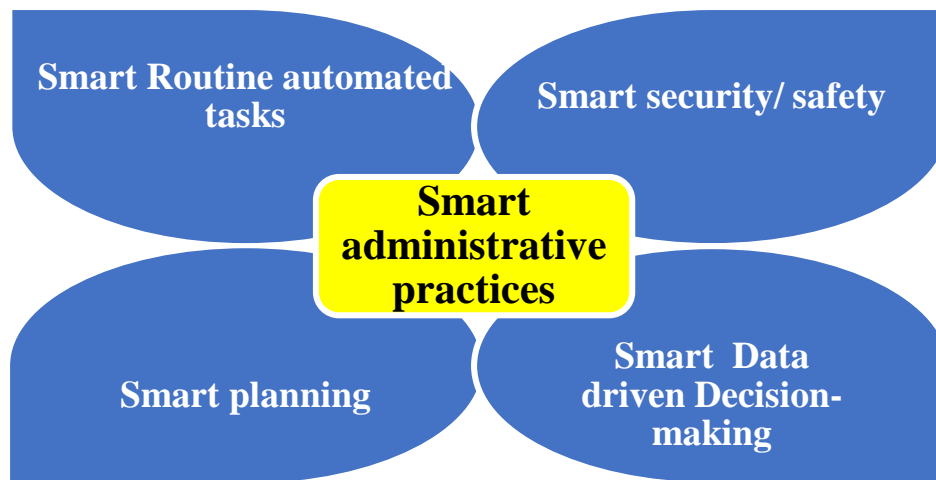 Smart Routine automated
tasks
Smart security/ safety
Smart
administrative
practices
Smart planning
Smart Data
driven Decision-
making